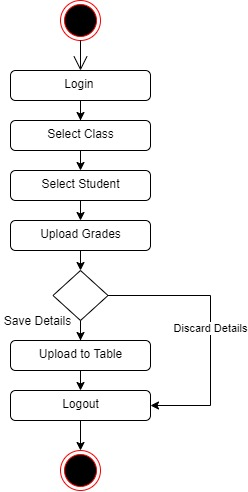 Login
Select Class
Select Student
Upload Grades
Save Details
Discard Details
Upload to Table
Logout